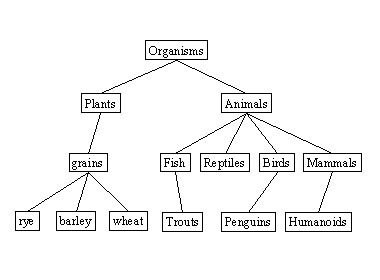 Organisms
Plants Animals
grains Fish Reptiles Birds Mammals
rye barley wheat Trouts Penguins Humanoids